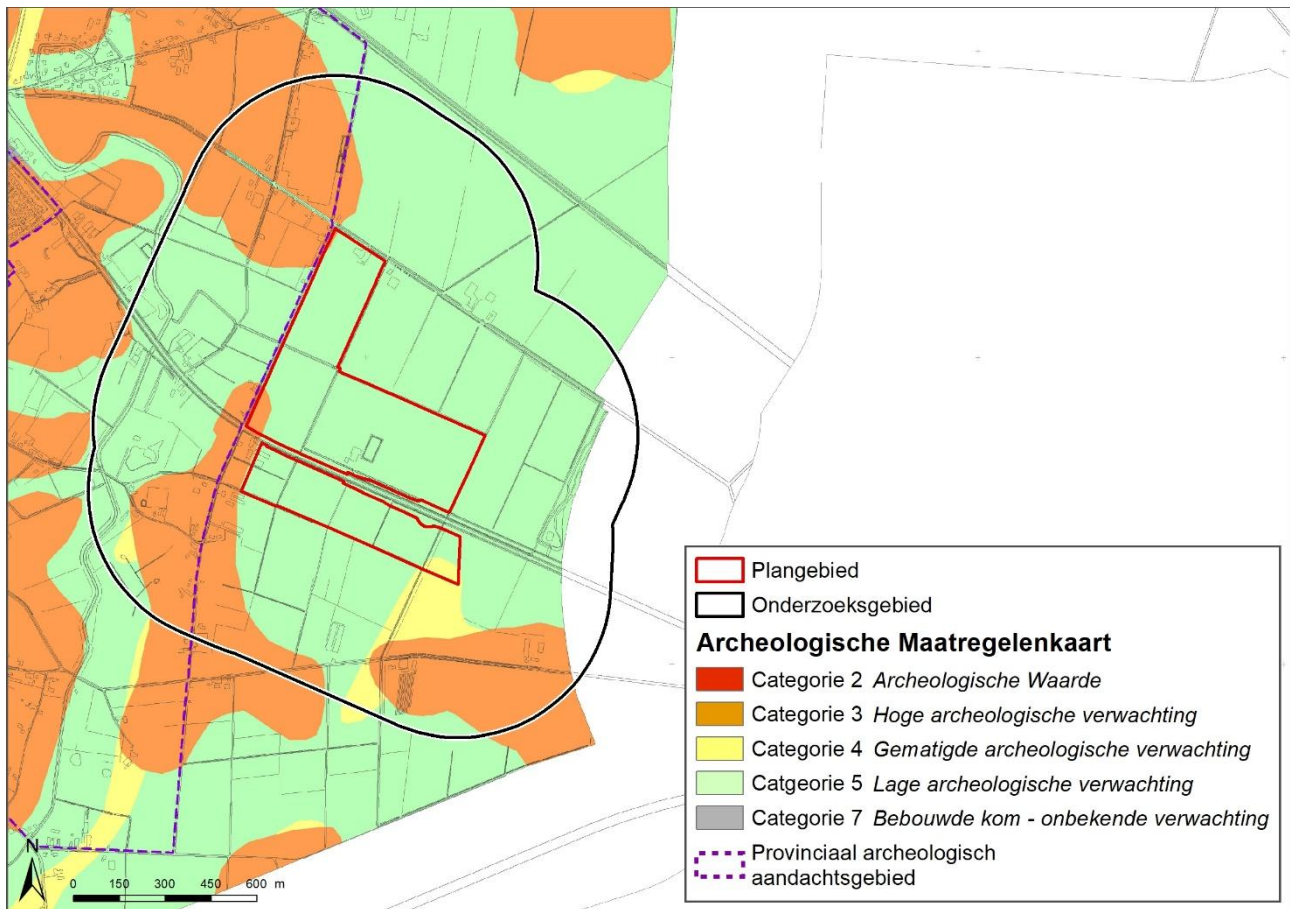 Plangebied
Onderzoeksgebied
Archeologische Maatregelenkaart
Categorie 2 Archeologische Waarde
Categorie 3 Hoge archeologische verwachting
Categorie 4 Gematigde archeologische verwachting
Catgeorie 5 Lage archeologische verwachting
Categorie 7 Bebouwde kom - onbekende verwachting
Provinciaal archeologisch
aandachtsgebied
N
0 150 300 450 600 m